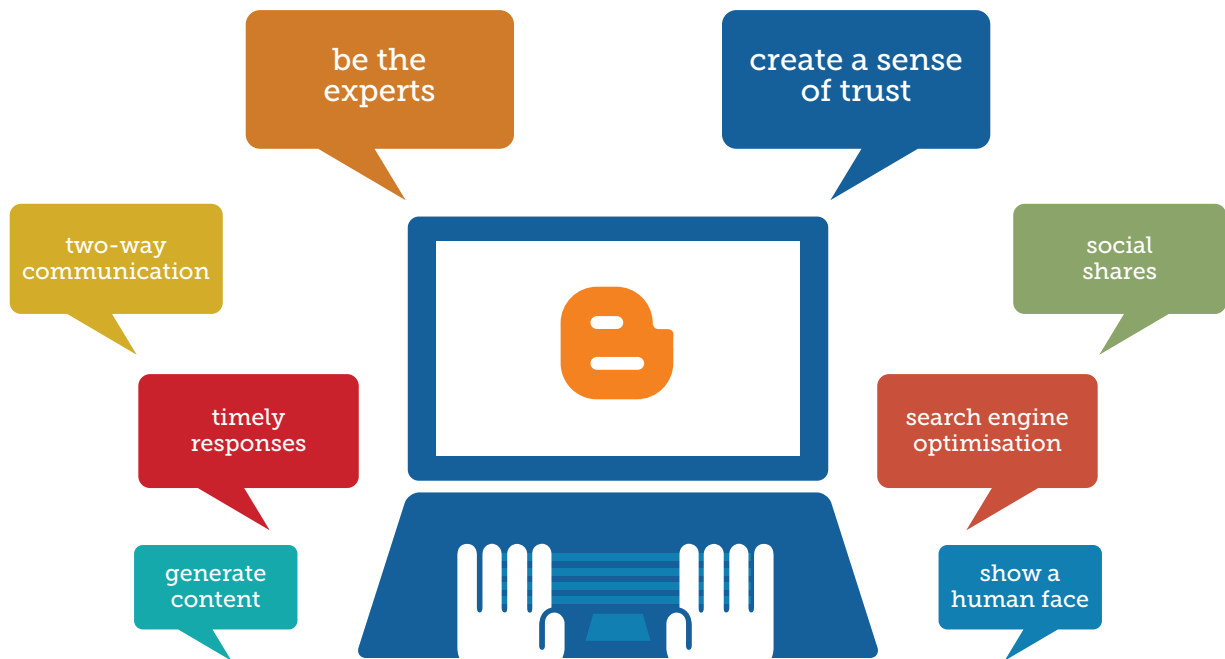 be the
experts
create a sense
of trust
two-way
communication
social
shares
timely
responses
search engine
optimisation
generate
content
show a
human face